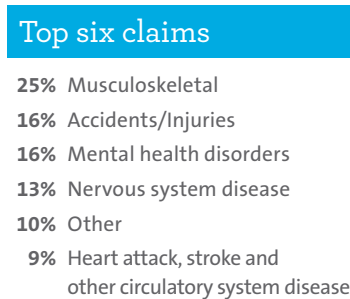 Top six claims
25% Musculoskeletal
16% Accidents/Injuries
16% Mental health disorders
13% Nervous system disease
10% Other
9% Heart attack, stroke and
other circulatory system disease